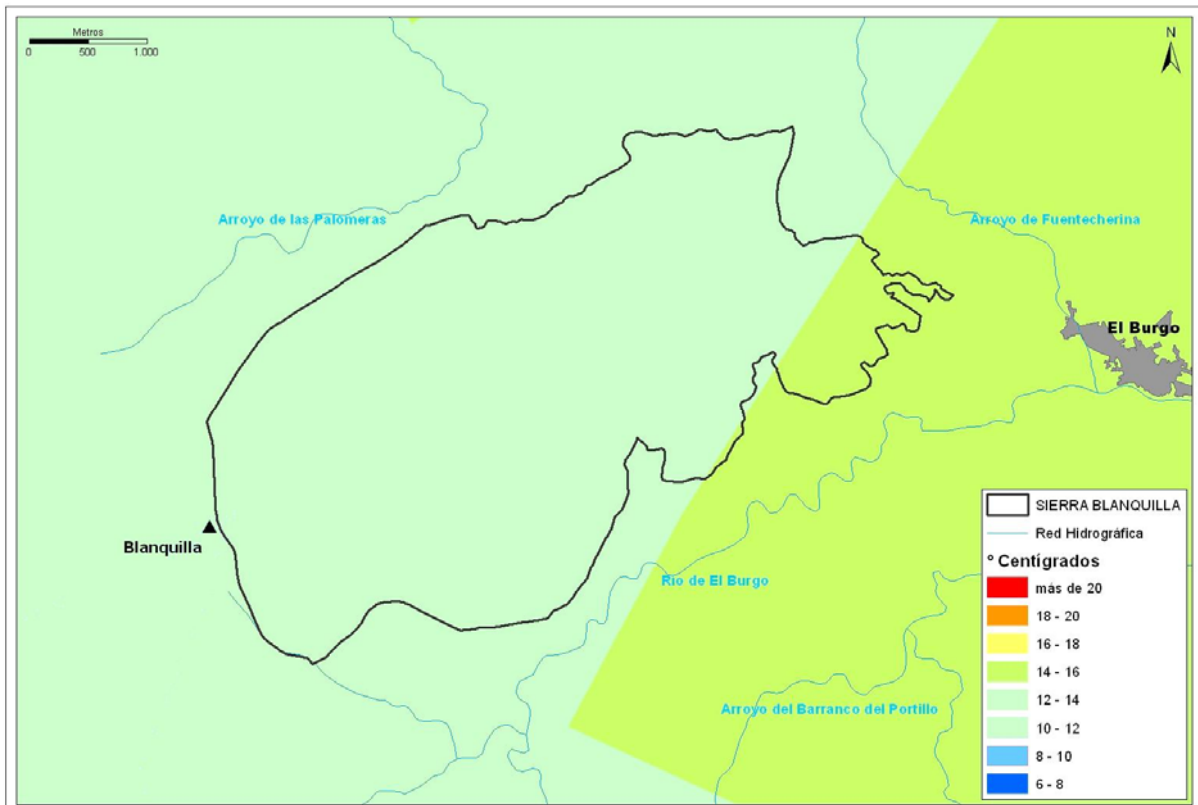 Metros
0 500 1.000
N
Arroyo de las Palomeras
Arroyo de Fuentecherina
El Burgo
Blanquilla
Río de El Burgo
Arroyo del Barranco del Portillo
SIERRA BLANQUILLA
Red Hidrográfica
º Centígrados
más de 20
18 - 20
16 - 18
14 - 16
12 - 14
10 - 12
8 - 10
6 - 8